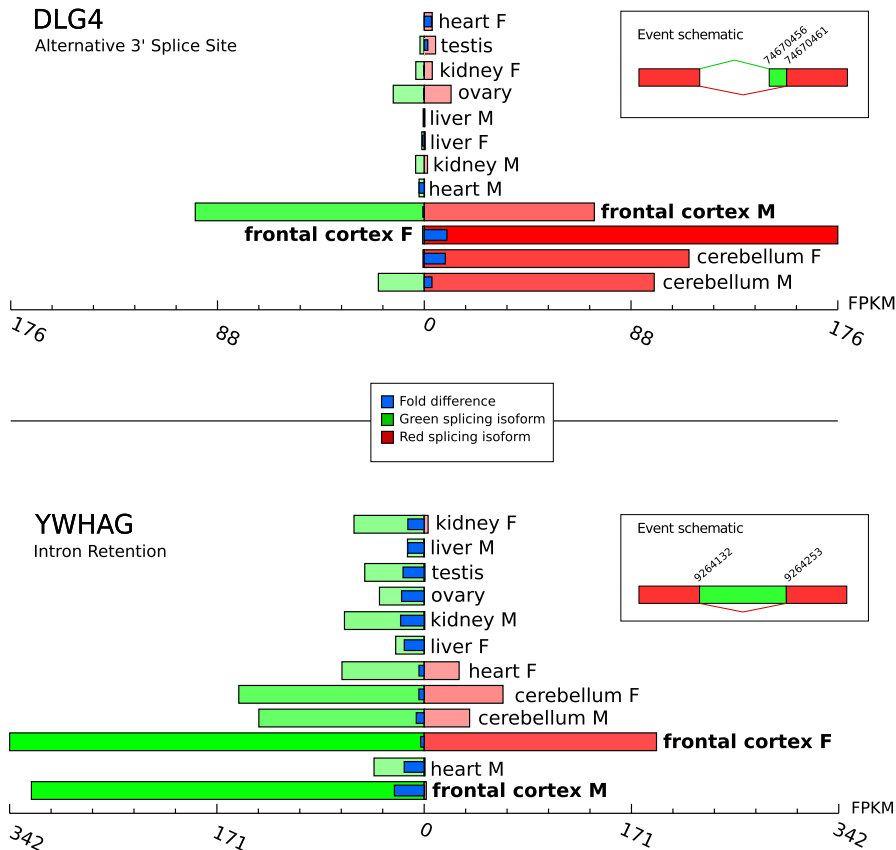 DLG4
Alternative 3' Splice Site
heart F
testis
kidney F
ovary
liver M
liver F
kidney M
heart M
frontal cortex M
frontal cortex F
cerebellum F
cerebellum M
Event schematic
74670456
74670461
FPKM
176
88
0
88
176
Fold difference
Green splicing isoform
Red splicing isoform
YWHAG
Intron Retention
kidney F
liver M
testis
ovary
kidney M
liver F
heart F
cerebellum F
cerebellum M
frontal cortex F
heart M
frontal cortex M
Event schematic
9264132
9264253
FPKM
342
171
0
171
342